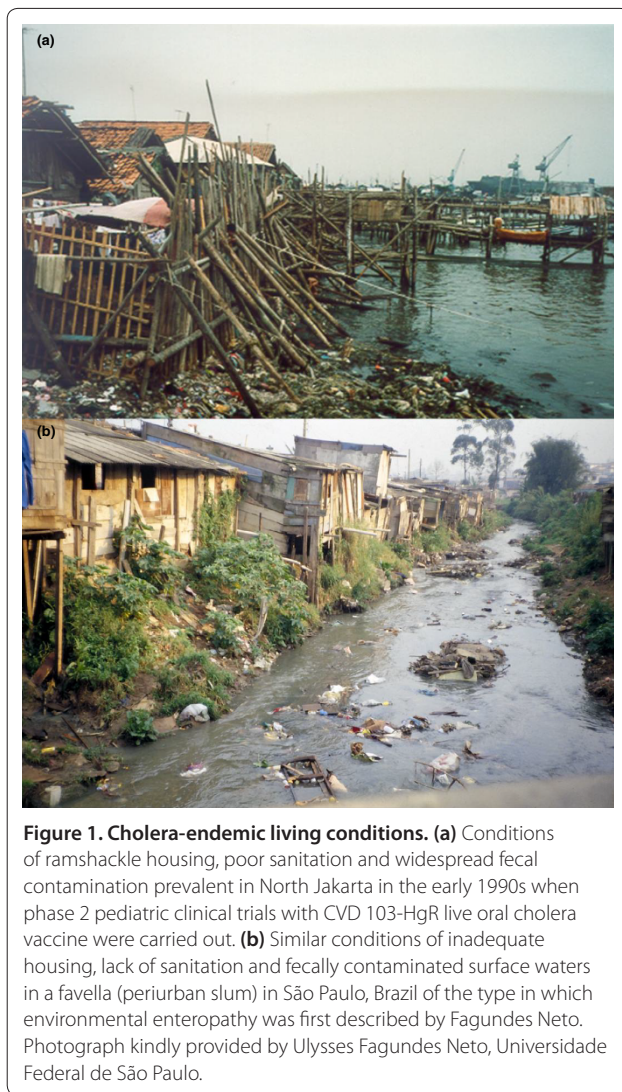 (a)
(b)
Figure 1. Cholera-endemic living conditions. (a) Conditions
of ramshackle housing, poor sanitation and widespread fecal
contamination prevalent in North Jakarta in the early 1990s when
phase 2 pediatric clinical trials with CVD 103-HgR live oral cholera
vaccine were carried out. (b) Similar conditions of inadequate
housing, lack of sanitation and fecally contaminated surface waters
in a favella (periurban slum) in São Paulo, Brazil of the type in which
environmental enteropathy was first described by Fagundes Neto.
Photograph kindly provided by Ulysses Fagundes Neto, Universidade
Federal de São Paulo.